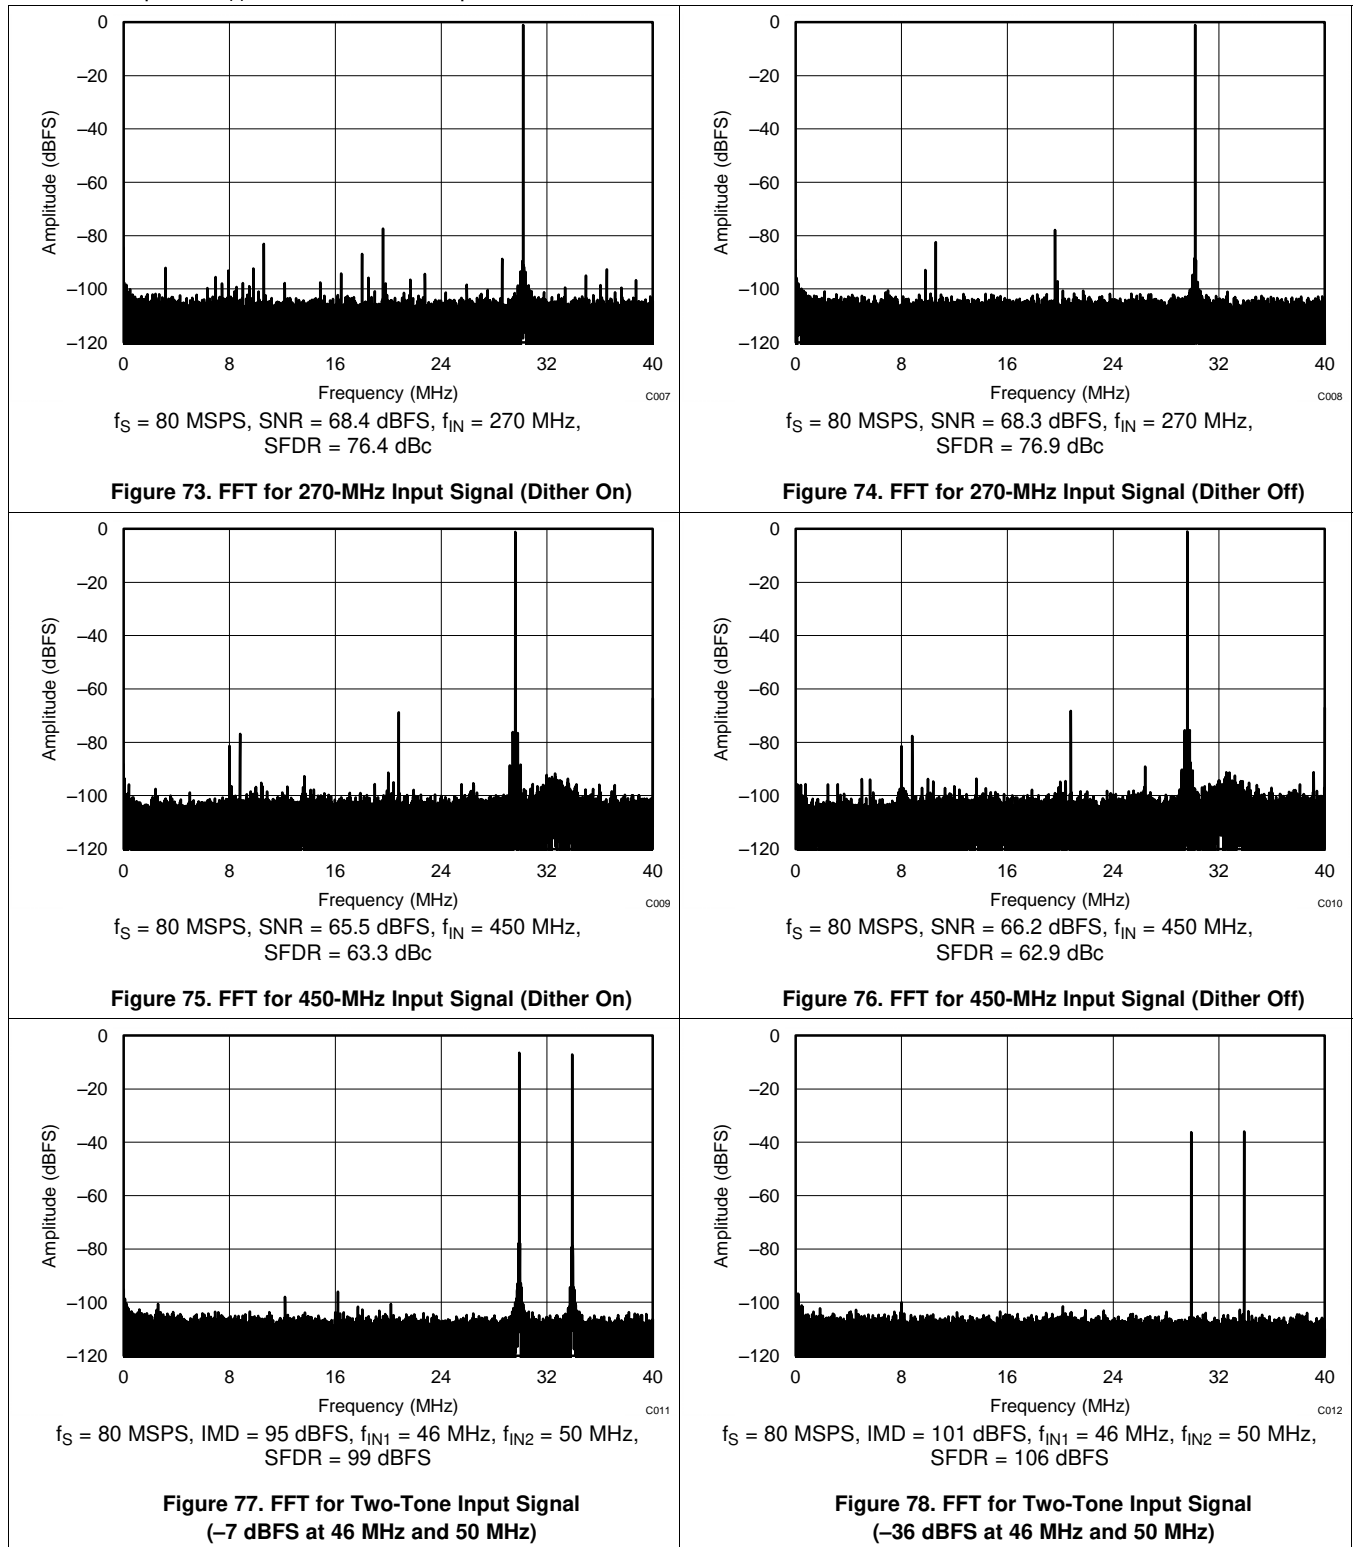 0
–20
–40
–60
–80
–100
–120
Amplitude (dBFS)
0 8 16 24 32 40
Frequency (MHz)
C007
fS = 80 MSPS, SNR = 68.4 dBFS, fIN = 270 MHz,
SFDR = 76.4 dBc
Figure 73. FFT for 270-MHz Input Signal (Dither On)
0
–20
–40
–60
–80
–100
–120
Amplitude (dBFS)
0 8 16 24 32 40
Frequency (MHz)
C008
fS = 80 MSPS, SNR = 68.3 dBFS, fIN = 270 MHz,
SFDR = 76.9 dBc
Figure 74. FFT for 270-MHz Input Signal (Dither Off)
0
–20
–40
–60
–80
–100
–120
Amplitude (dBFS)
0 8 16 24 32 40
Frequency (MHz)
C009
fS = 80 MSPS, SNR = 65.5 dBFS, fIN = 450 MHz,
SFDR = 63.3 dBc
Figure 75. FFT for 450-MHz Input Signal (Dither On)
0
–20
–40
–60
–80
–100
–120
Amplitude (dBFS)
0 8 16 24 32 40
Frequency (MHz)
C010
fS = 80 MSPS, SNR = 66.2 dBFS, fIN = 450 MHz,
SFDR = 62.9 dBc
Figure 76. FFT for 450-MHz Input Signal (Dither Off)
0
–20
–40
–60
–80
–100
–120
Amplitude (dBFS)
0 8 16 24 32 40
Frequency (MHz)
C011
fS = 80 MSPS, IMD = 95 dBFS, fIN1 = 46 MHz, fIN2 = 50 MHz,
SFDR = 99 dBFS
Figure 77. FFT for Two-Tone Input Signal
(–7 dBFS at 46 MHz and 50 MHz)
0
–20
–40
–60
–80
–100
–120
Amplitude (dBFS)
0 8 16 24 32 40
Frequency (MHz)
C012
fS = 80 MSPS, IMD = 101 dBFS, fIN1 = 46 MHz, fIN2 = 50 MHz,
SFDR = 106 dBFS
Figure 78. FFT for Two-Tone Input Signal
(–36 dBFS at 46 MHz and 50 MHz)